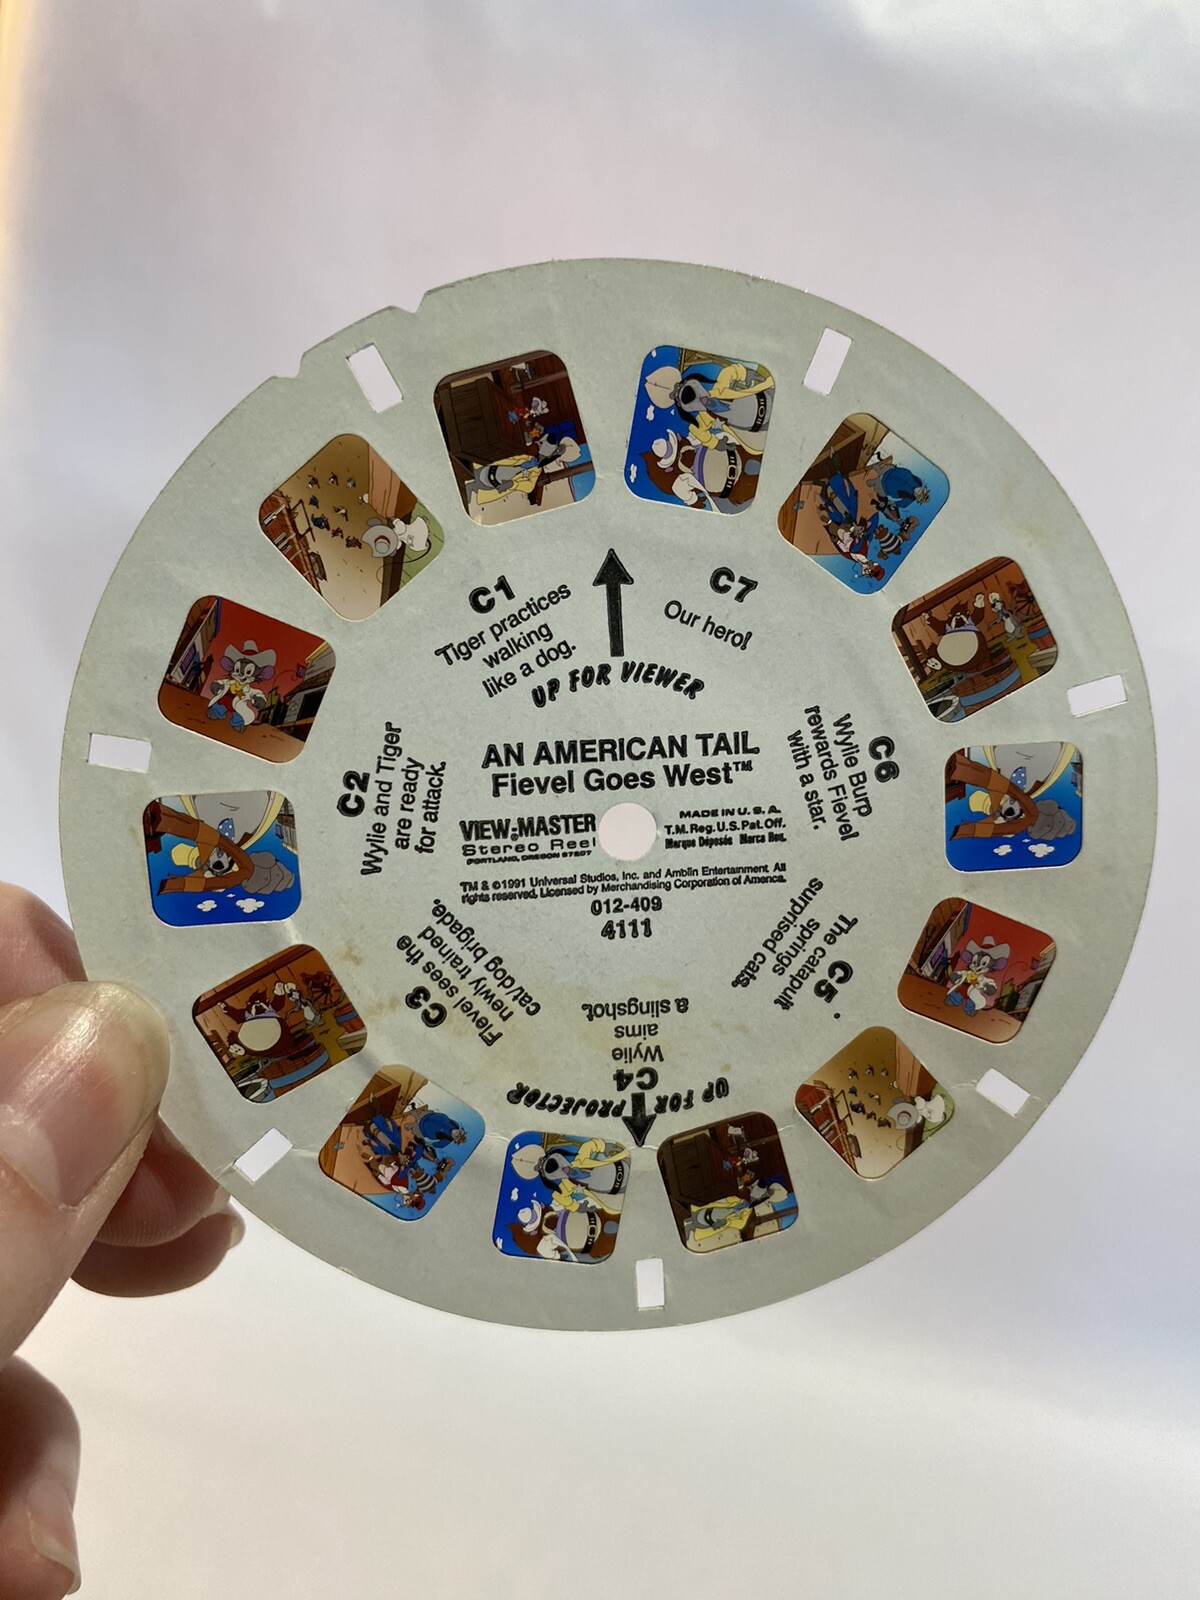 C1
Tiger practices
walking
like a dog.
C7
Our hero!
UP FOR VIEWER
AN AMERICAN TAIL
Fievel Goes West™
VIEW-MASTER
Stereo Reel
PORTLAND, OREGON 97207
MADE IN U. S. A.
T.M. Reg. U.S. Pat. Off.
Marque Déposée Marca Reg.
TM & ©1991 Universal Studios, Inc. and Amblin Entertainment. All
rights reserved. Licensed by Merchandising Corporation of America.
012-409
4111
C2
Wylie and Tiger
are ready
for attack.
C3
Fievel sees the
newly trained
cat/dog brigade.
C4
Wylie
aims
a slingshot.
C5
The catapult
springs
surprised cats.
C6
Wylie Burp
rewards Fievel
with a star.
UP FOR PROJECTOR